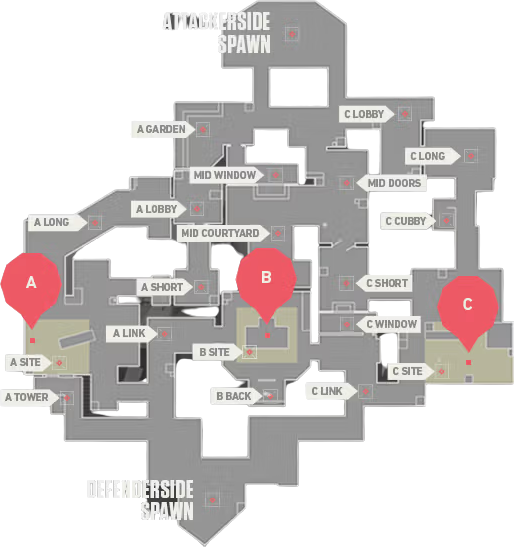 ATTACKERSIDE
SPAWN
C LOBBY
A GARDEN
C LONG
MID WINDOW
MID DOORS
A LOBBY
A LONG
C CUBBY
MID COURTYARD
A
B
C
A SHORT
C SHORT
A LINK
C WINDOW
B SITE
A SITE
C SITE
A TOWER
B BACK
C LINK
DEFENDERSIDE
SPAWN